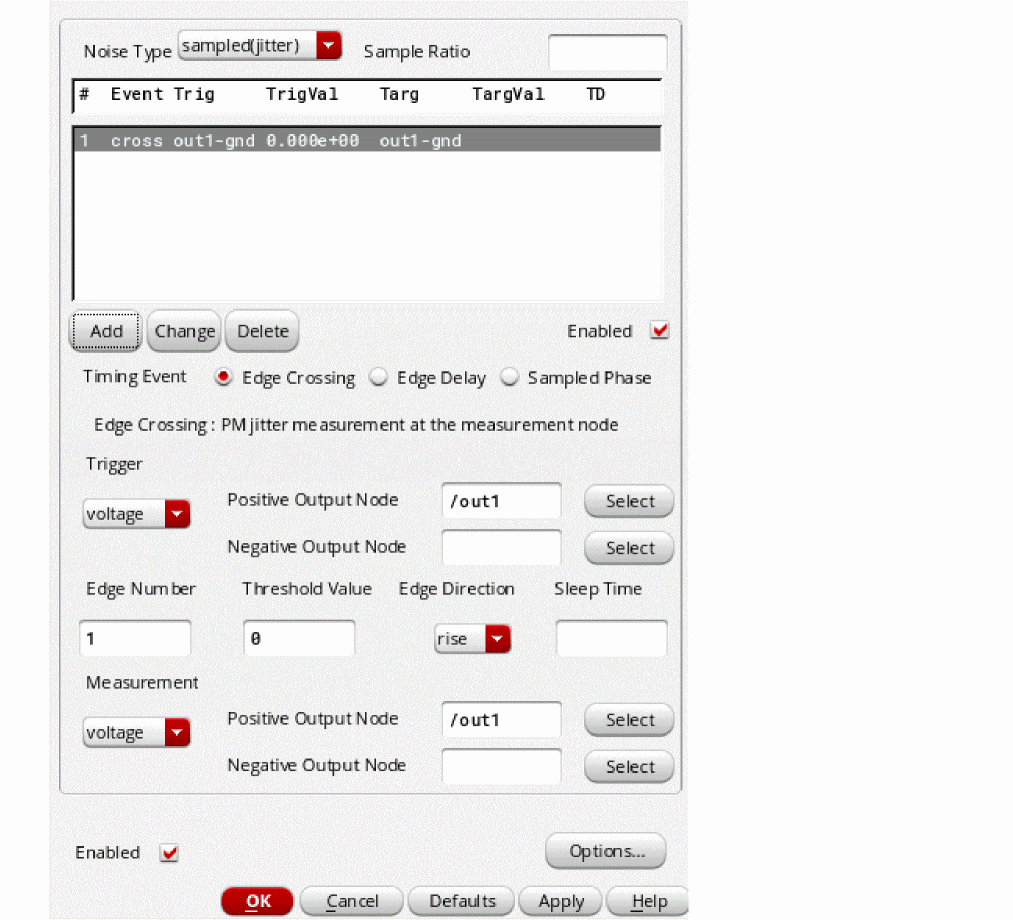 Noise Type sampled(jitter) Sample Ratio
# Event Trig TrigVal Targ TargVal TD
1 cross out1-gnd 0.000e+00 out1-gnd
Add Change Delete Enabled
Timing Event Edge Crossing Edge Delay Sampled Phase
Edge Crossing : PM jitter measurement at the measurement node
Trigger
voltage Positive Output Node /out1 Select
Negative Output Node Select
Edge Number Threshold Value Edge Direction Sleep Time
1 0 rise
Measurement
voltage Positive Output Node /out1 Select
Negative Output Node Select
Enabled Options...
OK Cancel Defaults Apply Help